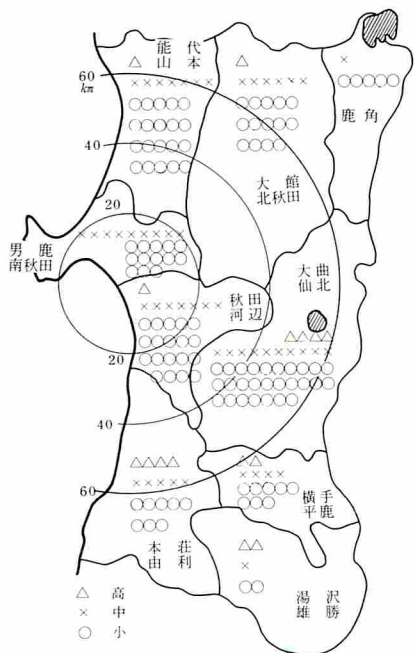 能代
山本
60
km
鹿角
40
大館
北秋田
20
男鹿
南秋田
大曲
仙北
秋田
河辺
20
40
60
横手
平鹿
本荘
由利
湯沢
雄勝
△ 高
× 中
○ 小